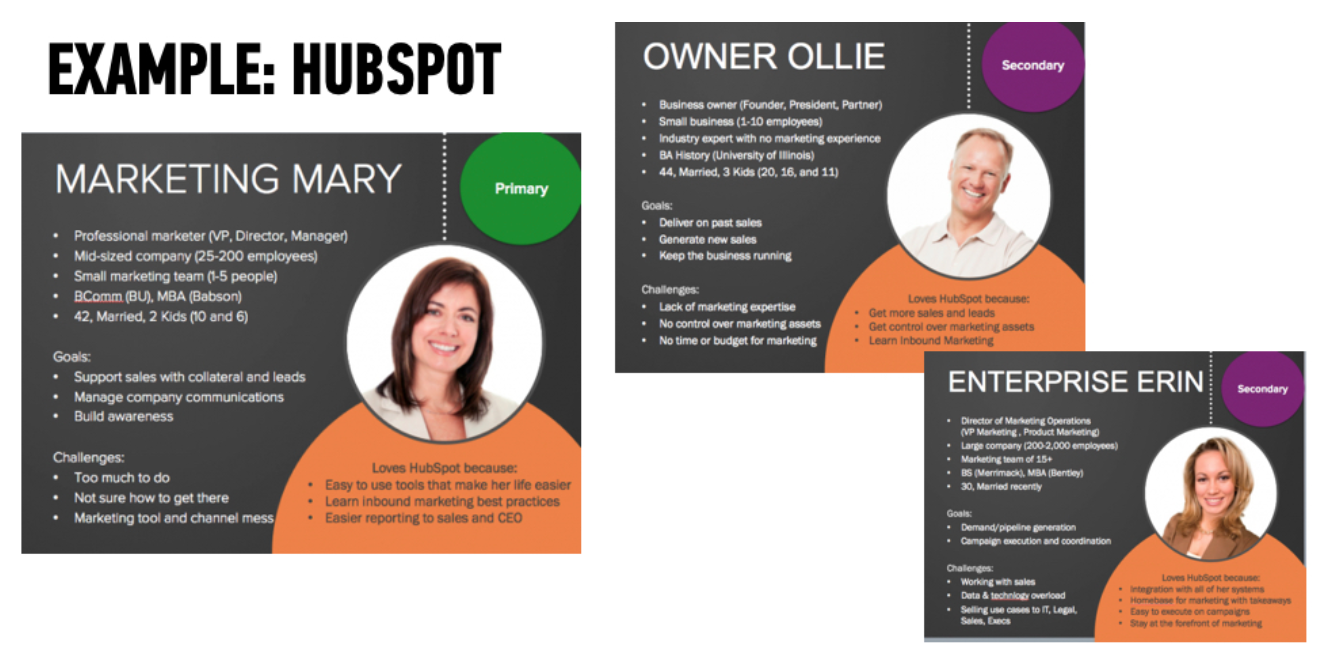 EXAMPLE: HUBSPOT
MARKETING MARY
Primary
• Professional marketer (VP, Director, Manager)
• Mid-sized company (25-200 employees)
• Small marketing team (1-5 people)
• BComm (BU), MBA (Babson)
• 42, Married, 2 Kids (10 and 6)
Goals:
• Support sales with collateral and leads
• Manage company communications
• Build awareness
Challenges:
• Too much to do
• Not sure how to get there
• Marketing tool and channel mess
Loves HubSpot because:
• Easy to use tools that make her life easier
• Learn inbound marketing best practices
• Easier reporting to sales and CEO
OWNER OLLIE
Secondary
• Business owner (Founder, President, Partner)
• Small business (1-10 employees)
• Industry expert with no marketing experience
• BA History (University of Illinois)
• 44, Married, 3 Kids (20, 16, and 11)
Goals:
• Deliver on past sales
• Generate new sales
• Keep the business running
Challenges:
• Lack of marketing expertise
• No control over marketing assets
• No time or budget for marketing
Loves HubSpot because:
• Get more sales and leads
• Get control over marketing assets
• Learn Inbound Marketing
ENTERPRISE ERIN
Secondary
• Director of Marketing Operations
(VP Marketing , Product Marketing)
• Large company (200-2,000 employees)
• Marketing team of 15+
• BS (Merrimack), MBA (Bentley)
• 30, Married recently
Goals:
• Demand/pipeline generation
• Campaign execution and coordination
Challenges:
• Working with sales
• Data & technlogy overload
• Selling use cases to IT, Legal,
Sales, Execs
Loves HubSpot because:
• Integration with all of her systems
• Homebase for marketing with takeaways
• Easy to execute on campaigns
• Stay at the forefront of marketing